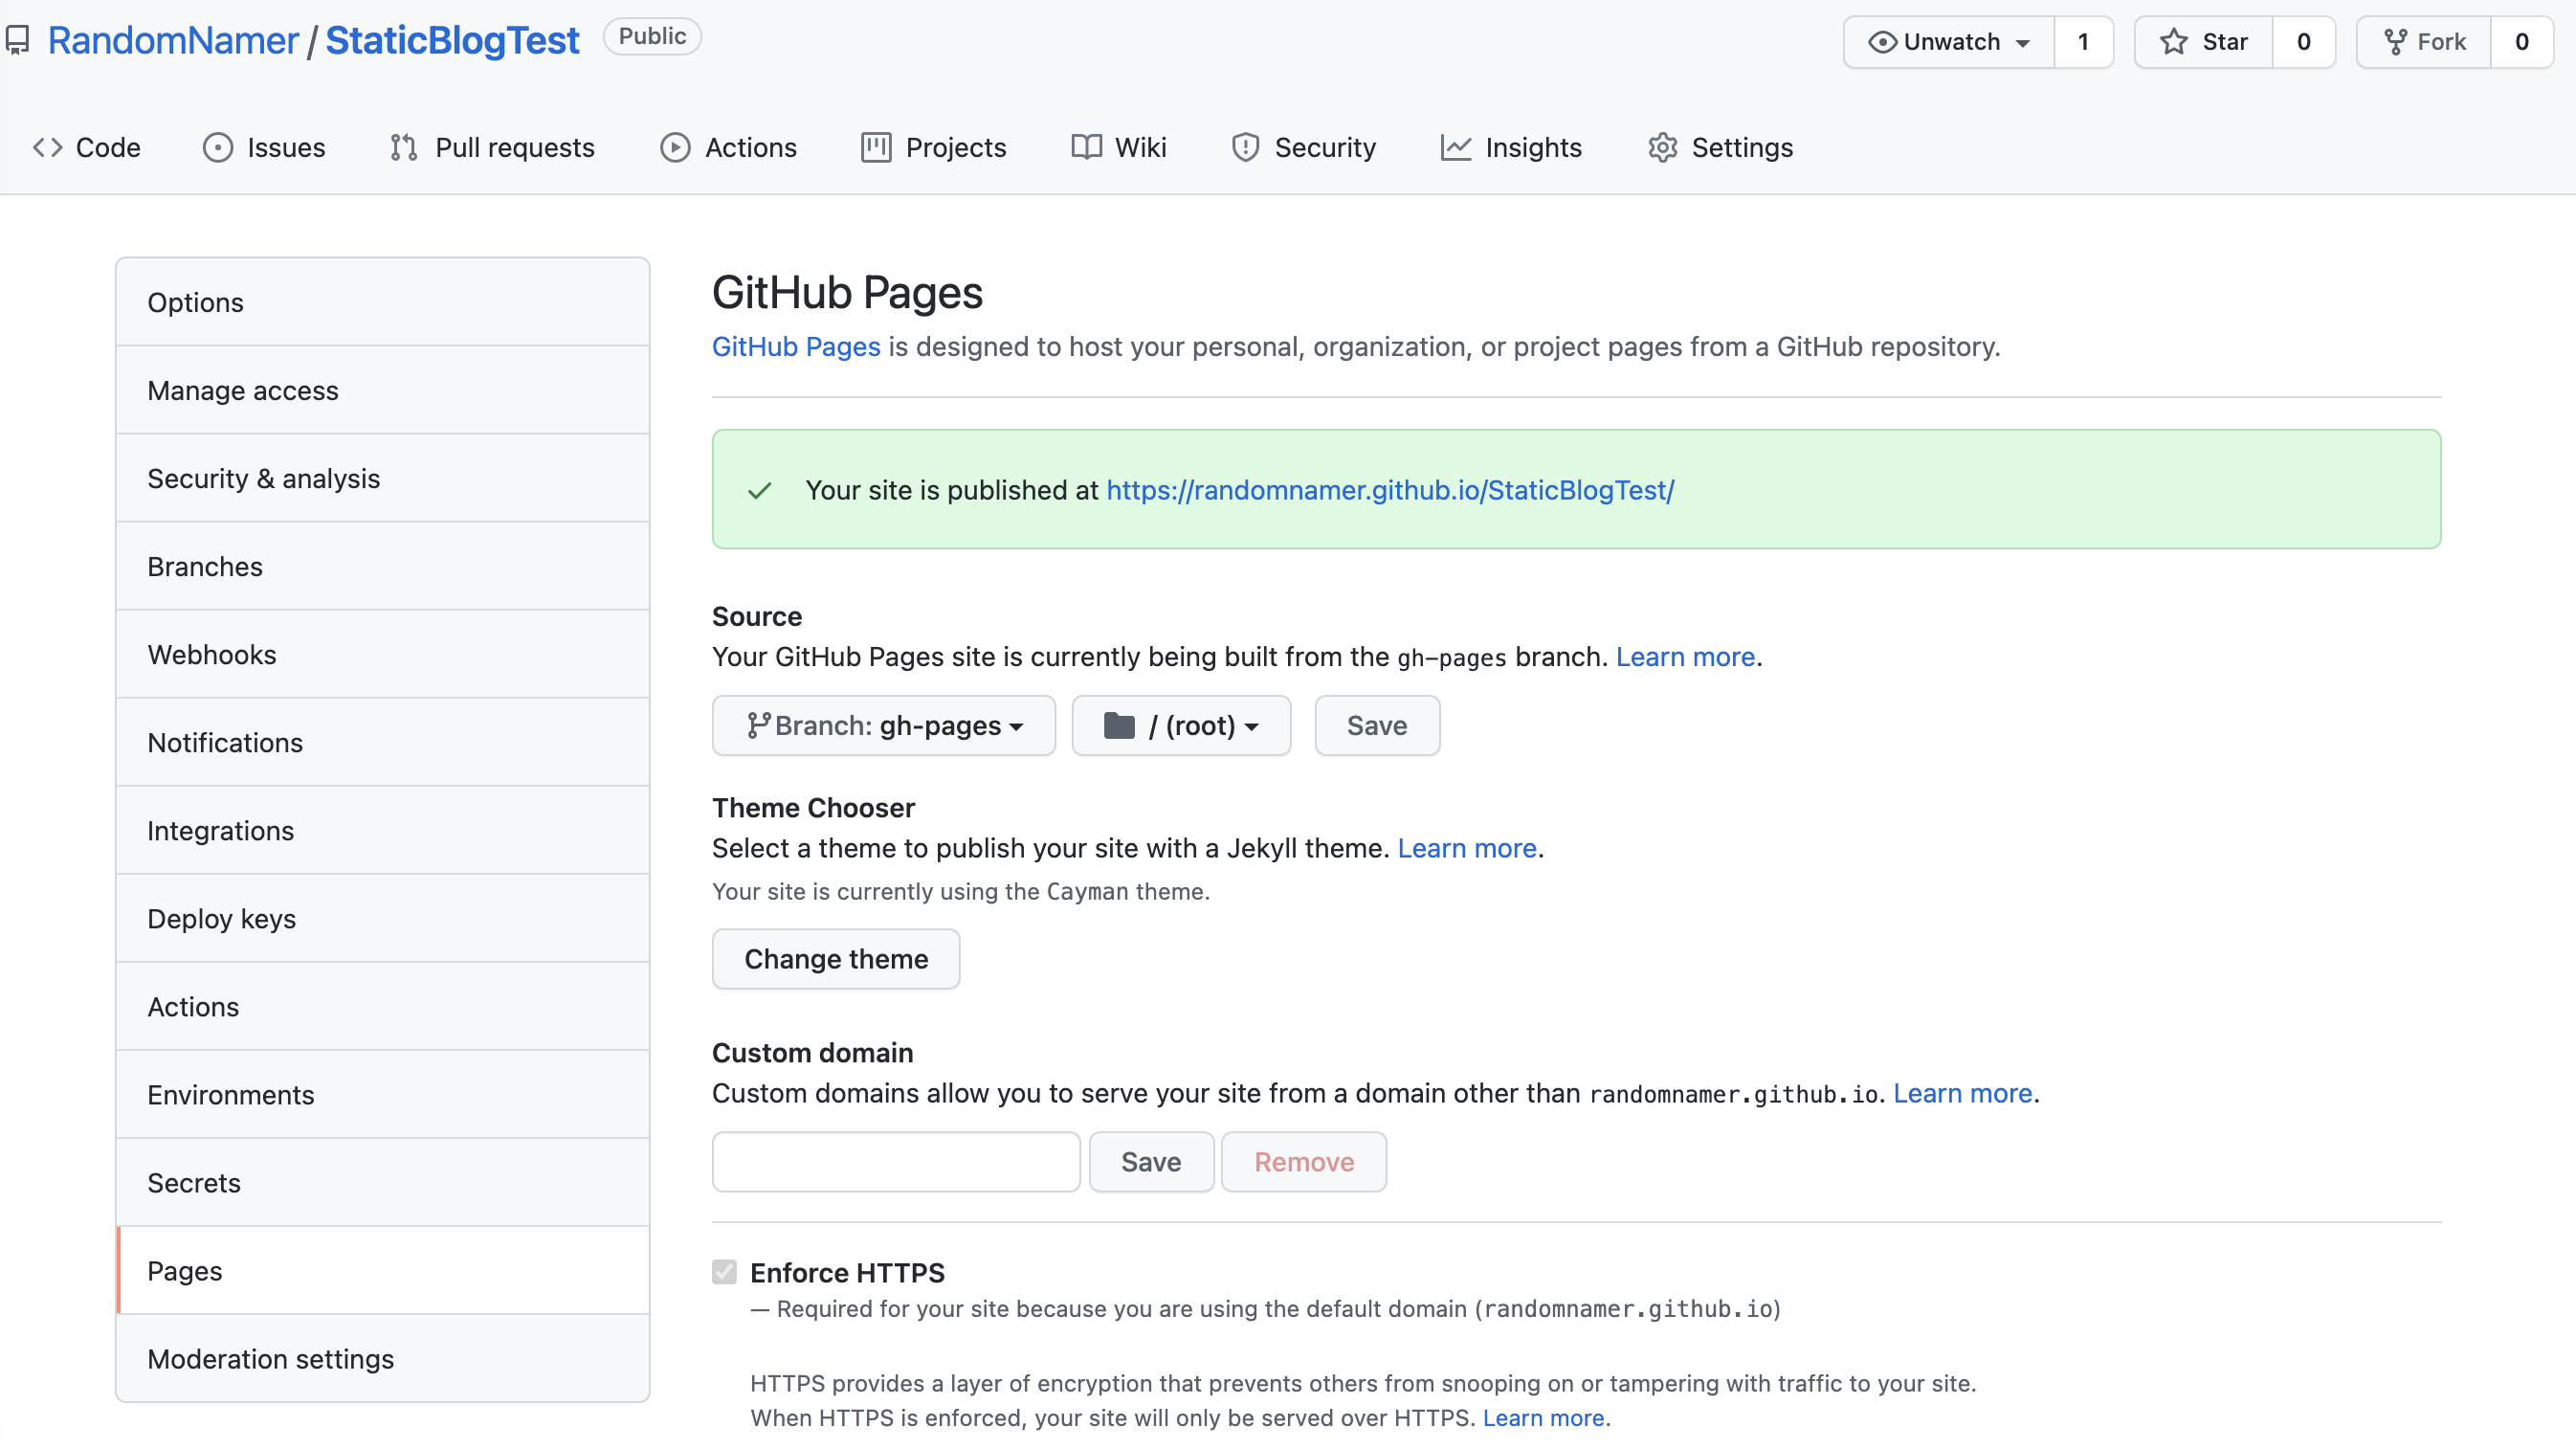 RandomNamer / StaticBlogTest Public Unwatch 1 Star 0 Fork 0
Code Issues Pull requests Actions Projects Wiki Security Insights Settings
Options
Manage access
Security & analysis
Branches
Webhooks
Notifications
Integrations
Deploy keys
Actions
Environments
Secrets
Pages
Moderation settings
GitHub Pages
GitHub Pages is designed to host your personal, organization, or project pages from a GitHub repository.
Your site is published at https://randomnamer.github.io/StaticBlogTest/
Source
Your GitHub Pages site is currently being built from the gh-pages branch. Learn more.
Branch: gh-pages / (root) Save
Theme Chooser
Select a theme to publish your site with a Jekyll theme. Learn more.
Your site is currently using the Cayman theme.
Change theme
Custom domain
Custom domains allow you to serve your site from a domain other than randomnamer.github.io. Learn more.
Save Remove
Enforce HTTPS
— Required for your site because you are using the default domain (randomnamer.github.io)
HTTPS provides a layer of encryption that prevents others from snooping on or tampering with traffic to your site.
When HTTPS is enforced, your site will only be served over HTTPS. Learn more.